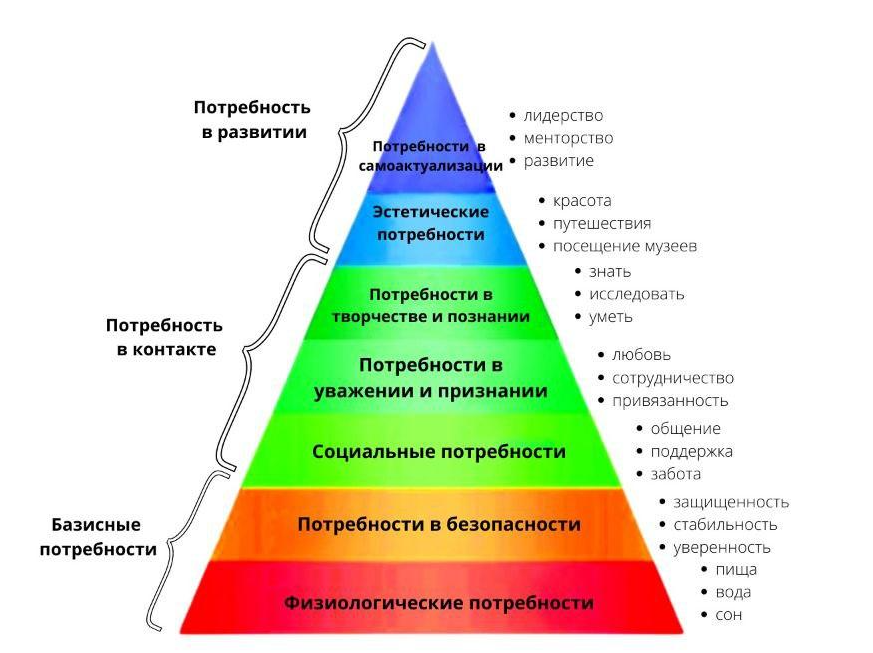 Потребность
в развитии
Потребности в
самоактуализации
• лидерство
• менторство
• развитие
Эстетические
потребности
• красота
• путешествия
• посещение музеев
Потребность
в контакте
Потребности в
творчестве и познании
• знать
• исследовать
• уметь
Потребности в
уважении и признании
• любовь
• сотрудничество
• привязанность
Социальные потребности
• общение
• поддержка
• забота
Базисные
потребности
Потребности в безопасности
• защищенность
• стабильность
• уверенность
Физиологические потребности
• пища
• вода
• сон